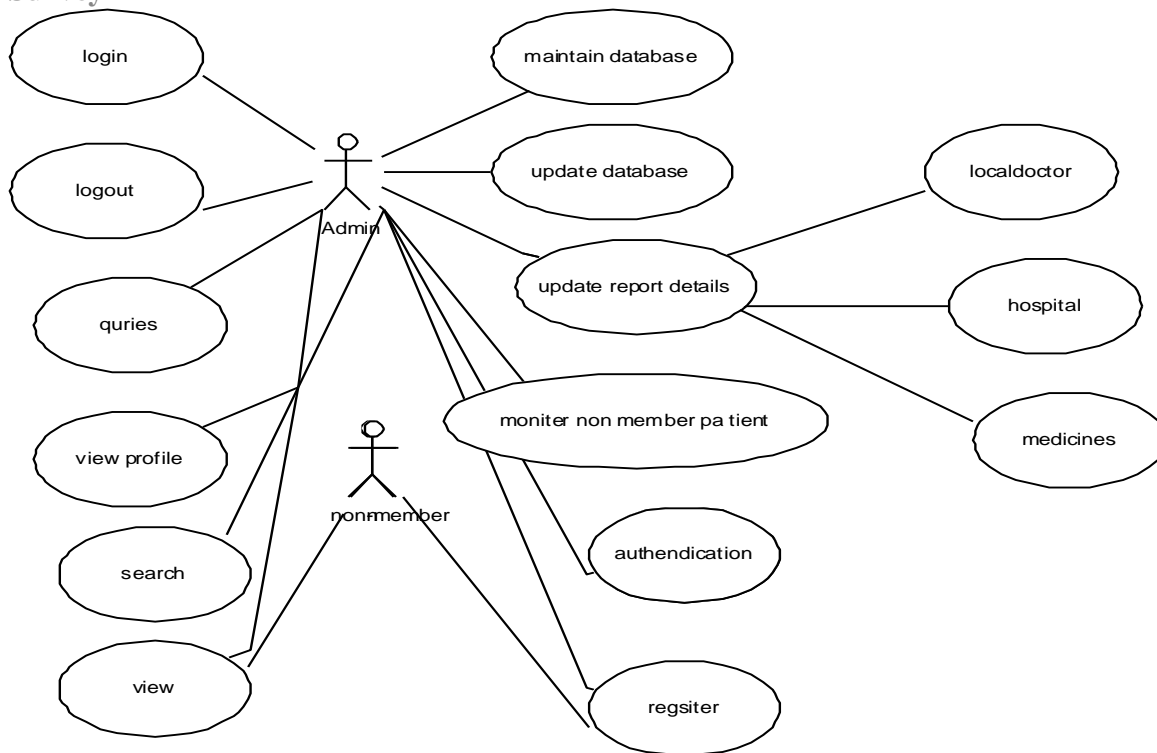 login
maintain database
logout
update database
localdoctor
Admin
quries
update report details
hospital
view profile
moniter non member pa tient
medicines
non-member
search
authendication
view
regsiter